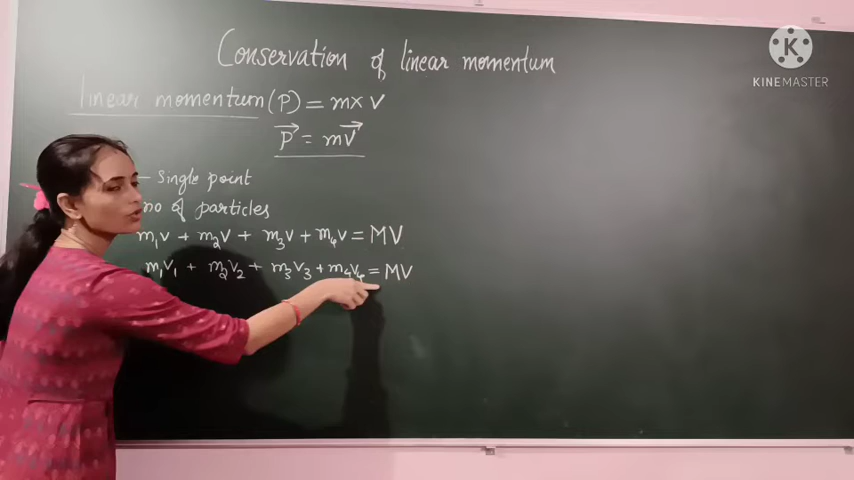 Conservation of linear momentum
linear momentum (P) = m x v
P⃗ = mv⃗
— single point
no of particles
m₁v + m₂v + m₃v + m₄v = MV
m₁v₁ + m₂v₂ + m₃v₃ + m₄v₄ = MV
K
KINEMASTER